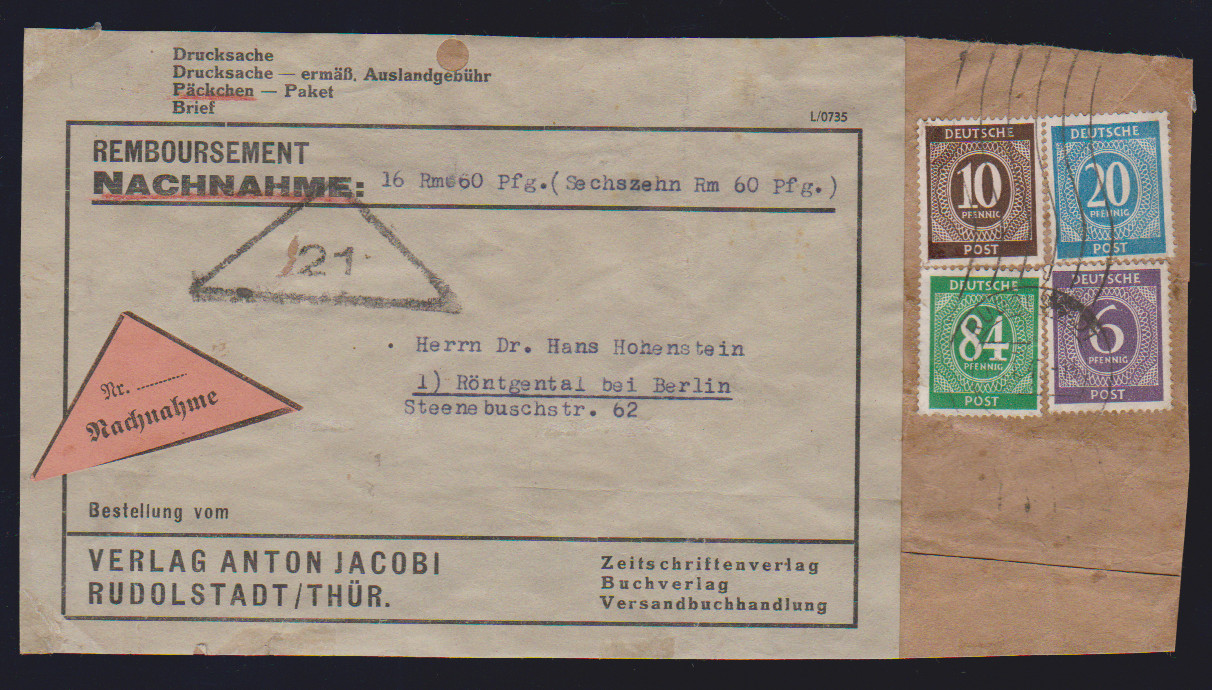 Drucksache
Drucksache — ermäß. Auslandgebühr
Päckchen — Paket
Brief
L/0735
REMBOURSEMENT
NACHNAHME: 16 Rm 60 Pfg.(Sechszehn Rm 60 Pfg.)
21
Herrn Dr. Hans Hohenstein
1) Röntgental bei Berlin
Steenebuschstr. 62
Nr. ..........
Nachnahme
Bestellung vom
VERLAG ANTON JACOBI
RUDOLSTADT/THÜR.
Zeitschriftenverlag
Buchverlag
Versandbuchhandlung
DEUTSCHE
10
PFENNIG
POST
DEUTSCHE
20
PFENNIG
POST
DEUTSCHE
84
PFENNIG
POST
DEUTSCHE
6
PFENNIG
POST